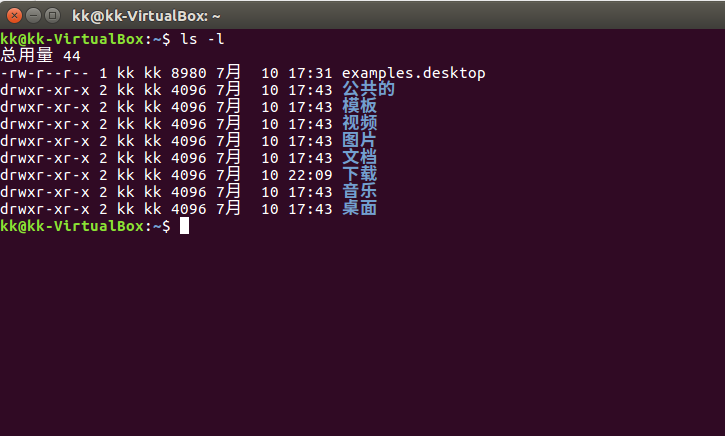 kk@kk-VirtualBox: ~
kk@kk-VirtualBox:~$ ls -l
总用量 44
-rw-r--r-- 1 kk kk 8980 7月  10 17:31 examples.desktop
drwxr-xr-x 2 kk kk 4096 7月  10 17:43 公共的
drwxr-xr-x 2 kk kk 4096 7月  10 17:43 模板
drwxr-xr-x 2 kk kk 4096 7月  10 17:43 视频
drwxr-xr-x 2 kk kk 4096 7月  10 17:43 图片
drwxr-xr-x 2 kk kk 4096 7月  10 17:43 文档
drwxr-xr-x 2 kk kk 4096 7月  10 22:09 下载
drwxr-xr-x 2 kk kk 4096 7月  10 17:43 音乐
drwxr-xr-x 2 kk kk 4096 7月  10 17:43 桌面
kk@kk-VirtualBox:~$